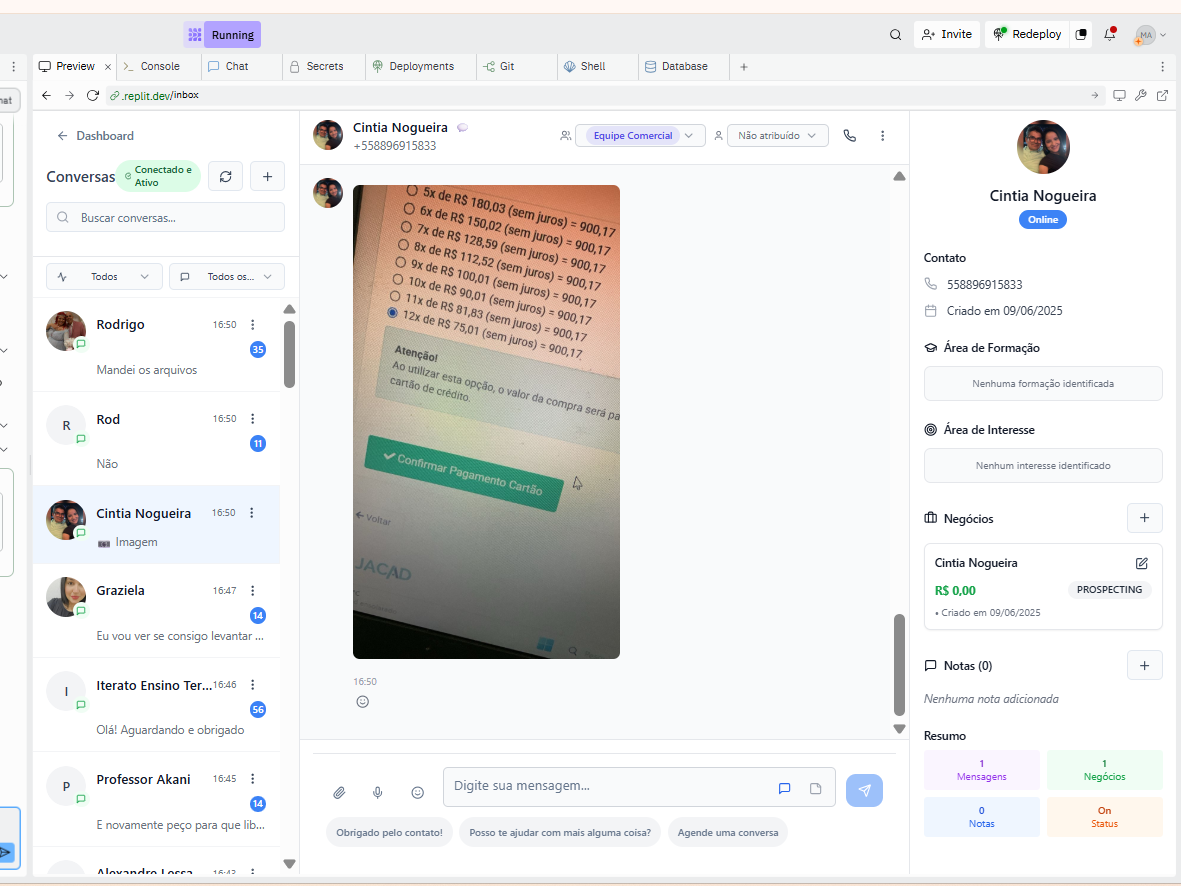 Running
Invite
Redeploy
MA
Preview
Console
Chat
Secrets
Deployments
Git
Shell
Database
.replit.dev/inbox
Dashboard
Conversas
Conectado e
Ativo
Buscar conversas...
Todos
Todos os...
Rodrigo
16:50
35
Mandei os arquivos
R
Rod
16:50
11
Não
Cintia Nogueira
16:50
Imagem
Graziela
16:47
14
Eu vou ver se consigo levantar ...
I
Iterato Ensino Ter...
16:46
56
Olá! Aguardando e obrigado
P
Professor Akani
16:45
14
E novamente peço para que lib...
Alexandre Lessa
16:43
Cintia Nogueira
+558896915833
Equipe Comercial
Não atribuído
5x de R$ 180,03 (sem juros) = 900,17
6x de R$ 150,02 (sem juros) = 900,17
7x de R$ 128,59 (sem juros) = 900,17
8x de R$ 112,52 (sem juros) = 900,17
9x de R$ 100,01 (sem juros) = 900,17
10x de R$ 90,01 (sem juros) = 900,17
11x de R$ 81,83 (sem juros) = 900,17
12x de R$ 75,01 (sem juros) = 900,17
Atenção!
Ao utilizar esta opção, o valor da compra será pa
cartão de crédito.
Confirmar Pagamento Cartão
Voltar
JACAD
16:50
Digite sua mensagem...
Obrigado pelo contato!
Posso te ajudar com mais alguma coisa?
Agende uma conversa
Cintia Nogueira
Online
Contato
558896915833
Criado em 09/06/2025
Área de Formação
Nenhuma formação identificada
Área de Interesse
Nenhum interesse identificado
Negócios
Cintia Nogueira
R$ 0,00
PROSPECTING
• Criado em 09/06/2025
Notas (0)
Nenhuma nota adicionada
Resumo
1
Mensagens
1
Negócios
0
Notas
On
Status